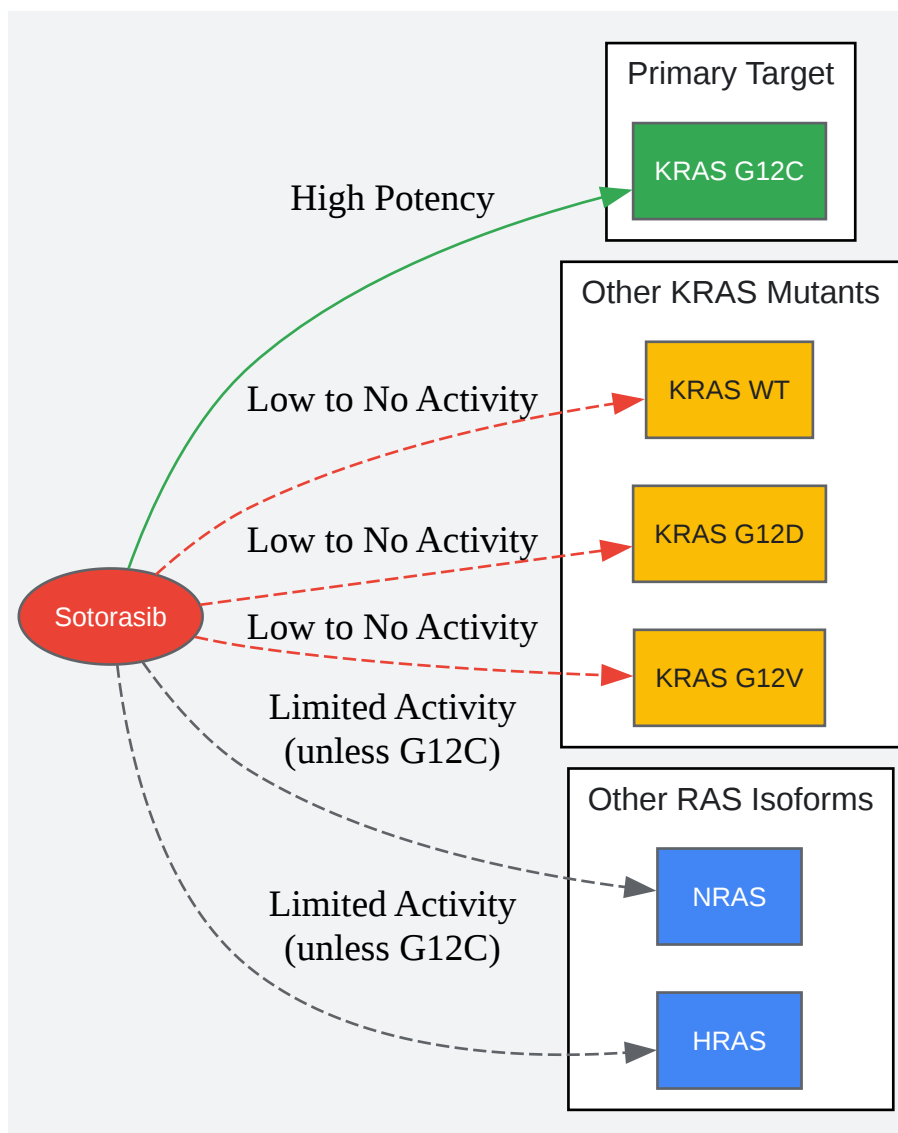 Primary Target
KRAS G12C
High Potency
Other KRAS Mutants
KRAS WT
Low to No Activity
KRAS G12D
Low to No Activity
Sotorasib
Low to No Activity
KRAS G12V
Limited Activity
(unless G12C)
Other RAS Isoforms
NRAS
Limited Activity
(unless G12C)
HRAS